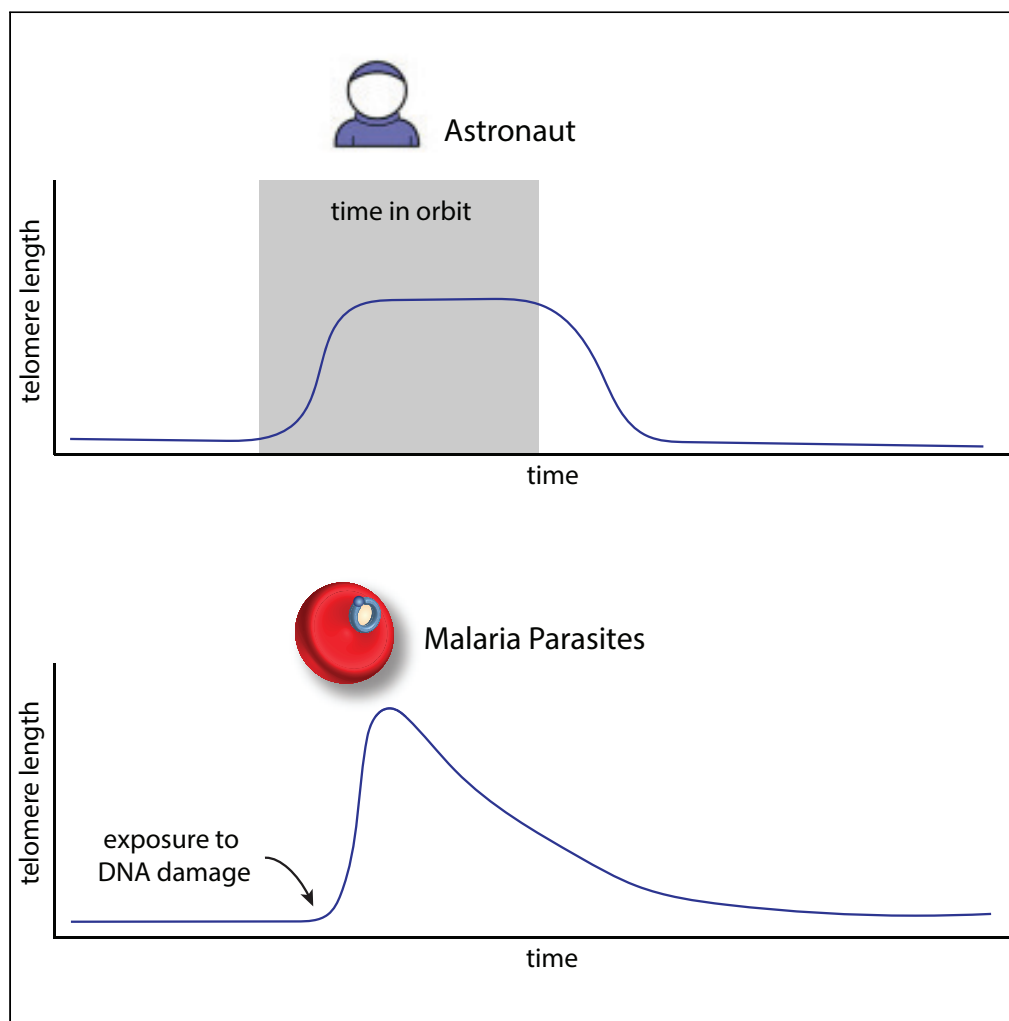 Astronaut
time in orbit
telomere length
time
Malaria Parasites
telomere length
exposure to
DNA damage
time